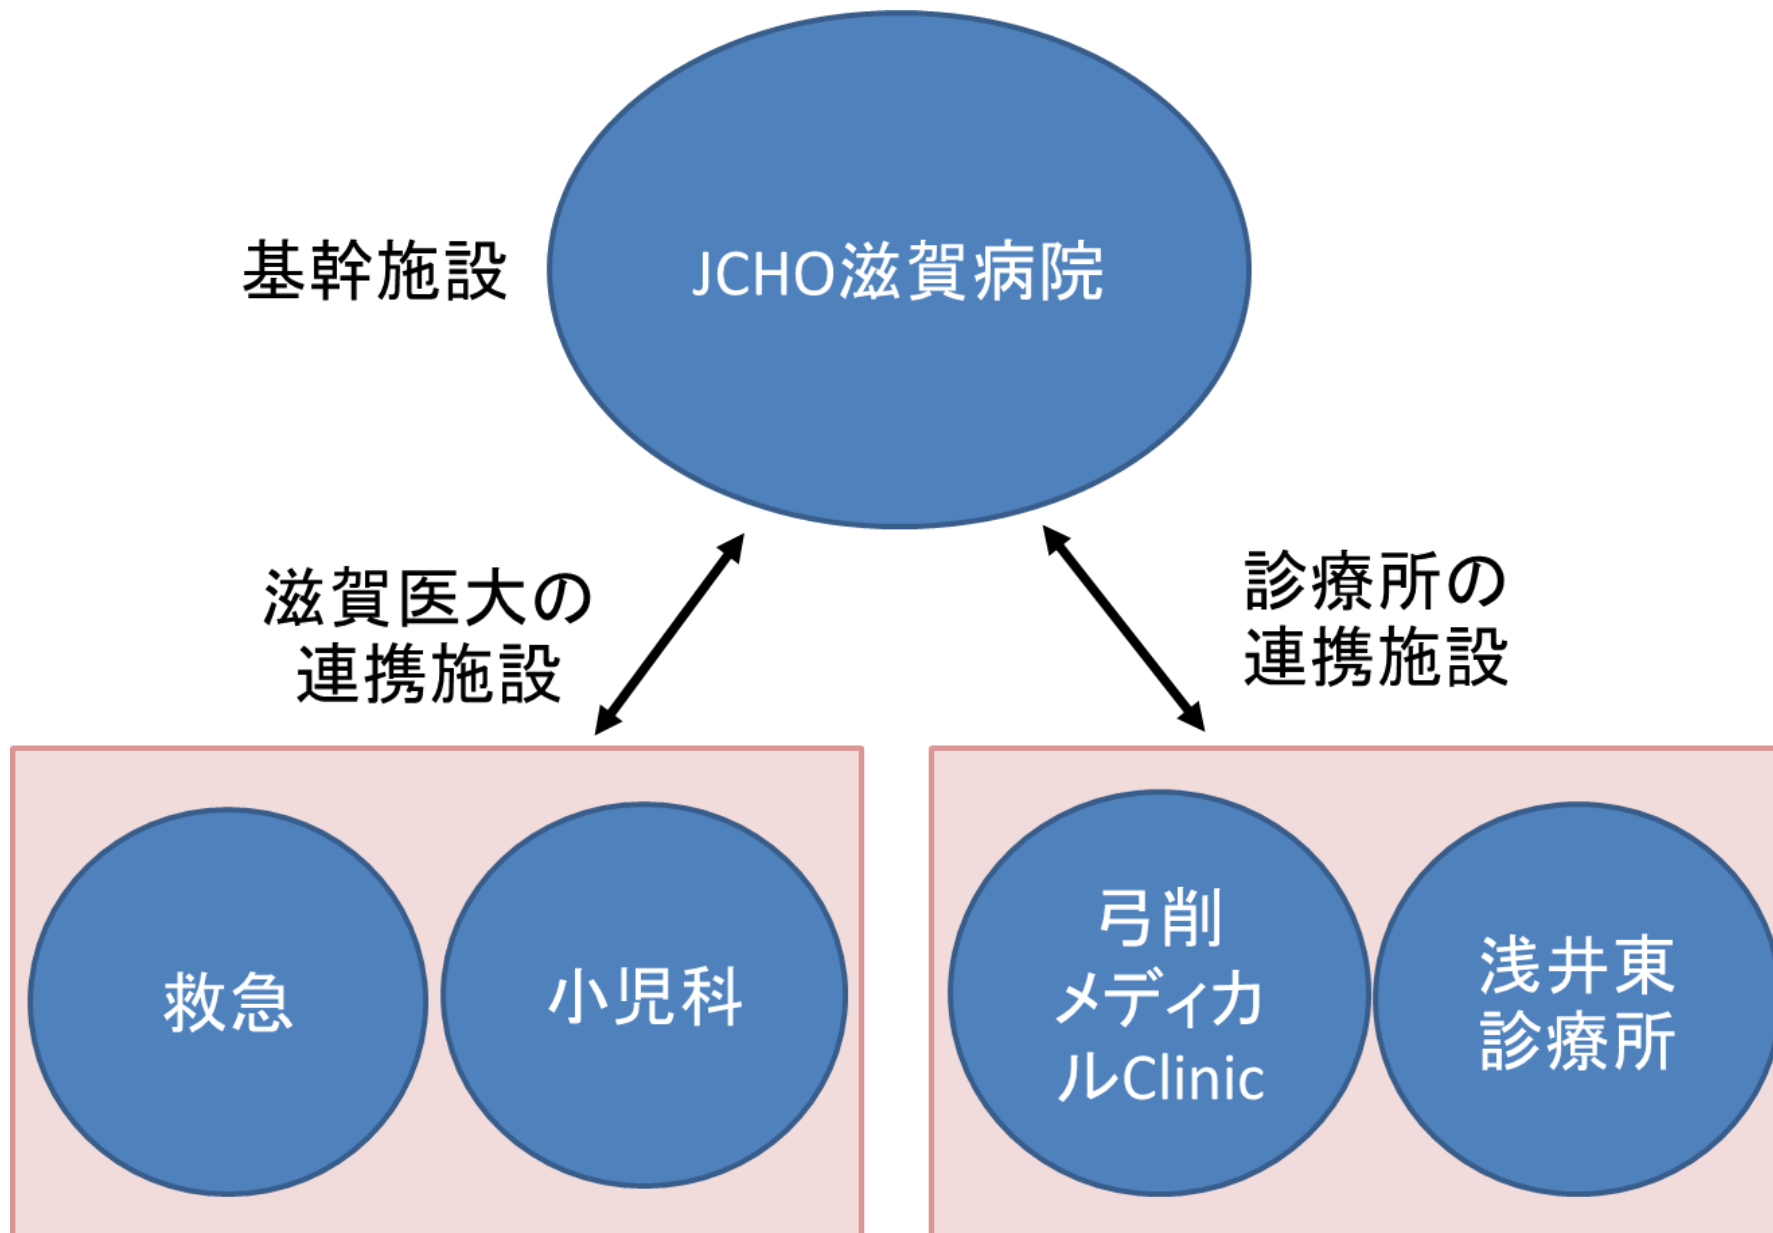 基幹施設
JCHO滋賀病院
滋賀医大の
連携施設
診療所の
連携施設
救急
小児科
弓削
メディカ
ルClinic
浅井東
診療所